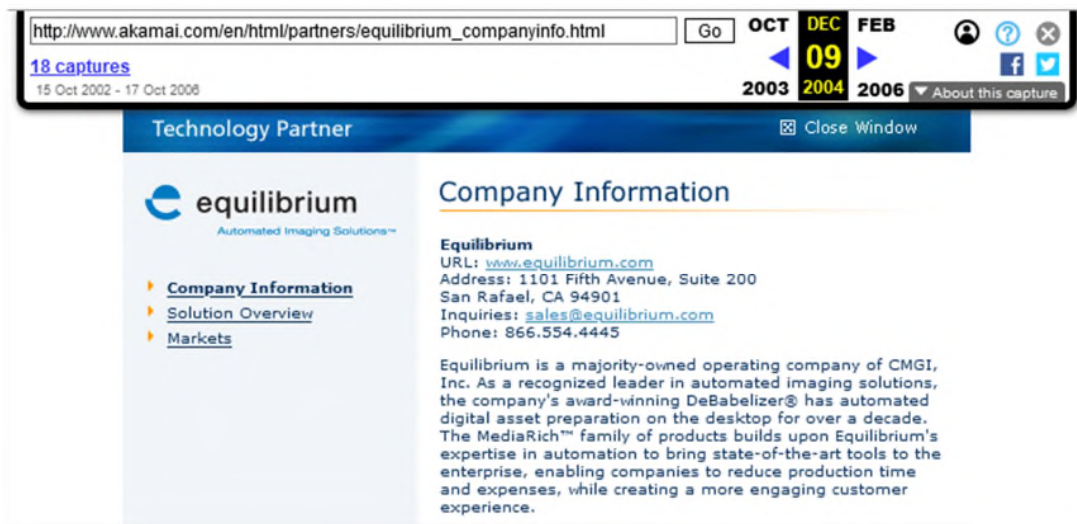 http://www.akamai.com/en/html/partners/equilibrium_companyinfo.html Go OCT DEC FEB
18 captures 09
15 Oct 2002 - 17 Oct 2006 2003 2004 2006 ▼ About this capture
Technology Partner Close Window
equilibrium
Automated Imaging Solutions™
Company Information
Solution Overview
Markets
Company Information
Equilibrium
URL: www.equilibrium.com
Address: 1101 Fifth Avenue, Suite 200
San Rafael, CA 94901
Inquiries: sales@equilibrium.com
Phone: 866.554.4445
Equilibrium is a majority-owned operating company of CMGI,
Inc. As a recognized leader in automated imaging solutions,
the company's award-winning DeBabelizer® has automated
digital asset preparation on the desktop for over a decade.
The MediaRich™ family of products builds upon Equilibrium's
expertise in automation to bring state-of-the-art tools to the
enterprise, enabling companies to reduce production time
and expenses, while creating a more engaging customer
experience.